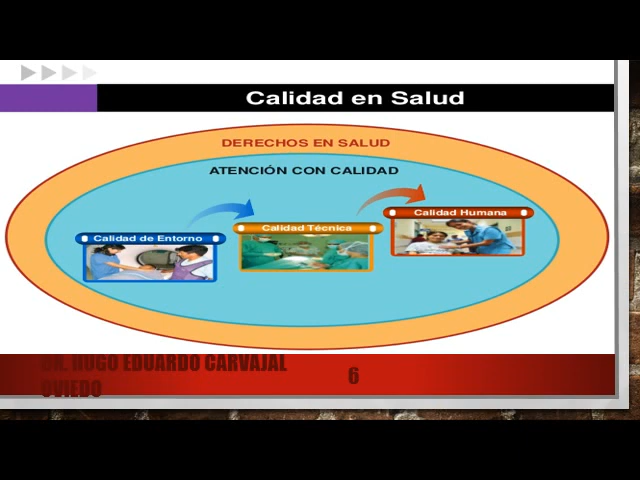 Calidad en Salud
DERECHOS EN SALUD
ATENCIÓN CON CALIDAD
Calidad Humana
Calidad Técnica
Calidad de Entorno
DR. HUGO EDUARDO CARVAJAL
OVIEDO
6